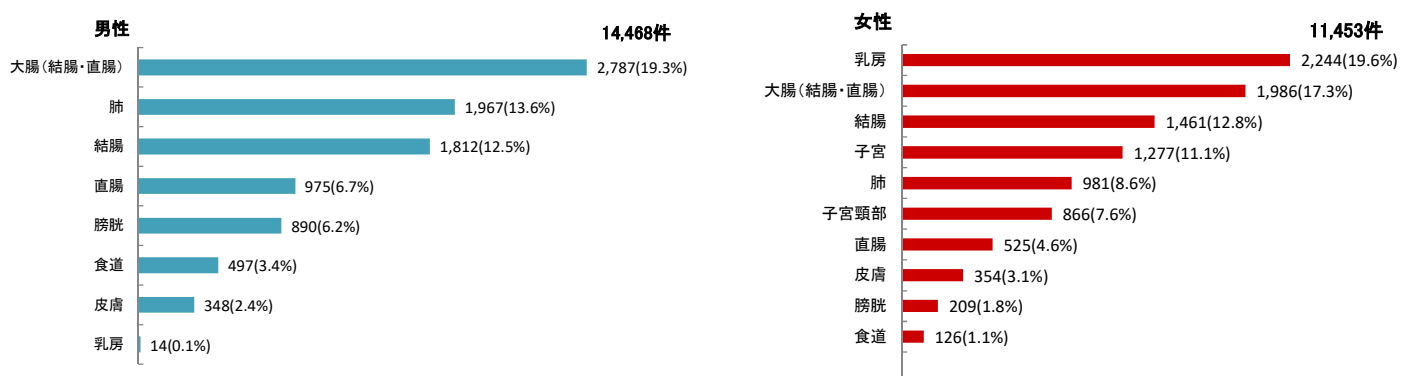 男性
14,468件
大腸（結腸・直腸） 2,787(19.3%)
肺 1,967(13.6%)
結腸 1,812(12.5%)
直腸 975(6.7%)
膀胱 890(6.2%)
食道 497(3.4%)
皮膚 348(2.4%)
乳房 14(0.1%)
女性
11,453件
乳房 2,244(19.6%)
大腸（結腸・直腸） 1,986(17.3%)
結腸 1,461(12.8%)
子宮 1,277(11.1%)
肺 981(8.6%)
子宮頸部 866(7.6%)
直腸 525(4.6%)
皮膚 354(3.1%)
膀胱 209(1.8%)
食道 126(1.1%)